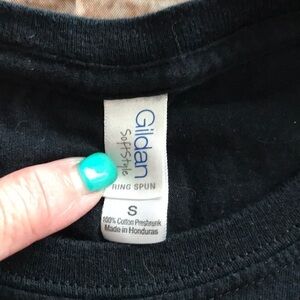 Gildan
SoftStyle
RING SPUN
S
100% Cotton Preshrunk
Made in Honduras